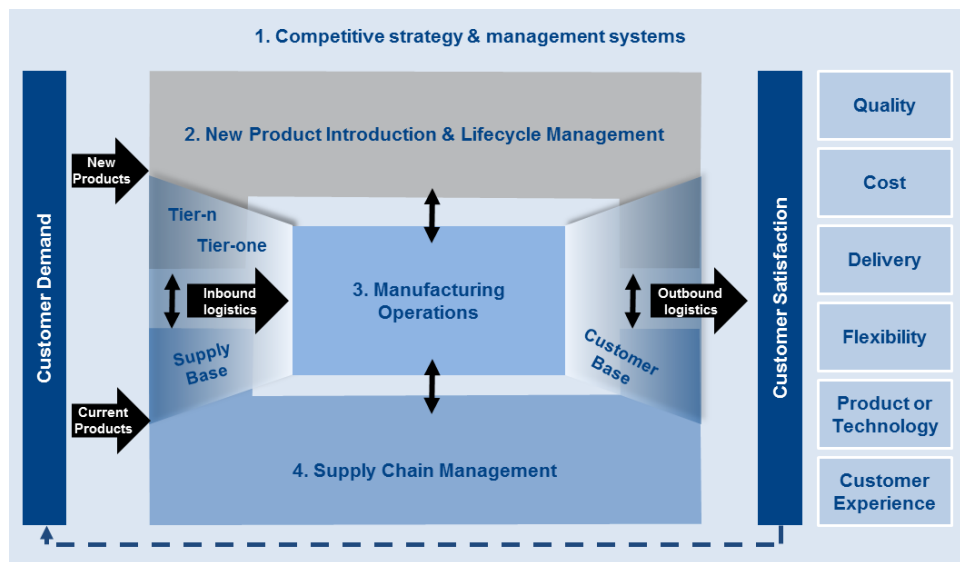 1. Competitive strategy & management systems
Customer Demand
New
Products
Current
Products
2. New Product Introduction & Lifecycle Management
Tier-n
Tier-one
Inbound
logistics
Supply
Base
3. Manufacturing
Operations
4. Supply Chain Management
Outbound
logistics
Customer
Base
Customer Satisfaction
Quality
Cost
Delivery
Flexibility
Product or
Technology
Customer
Experience